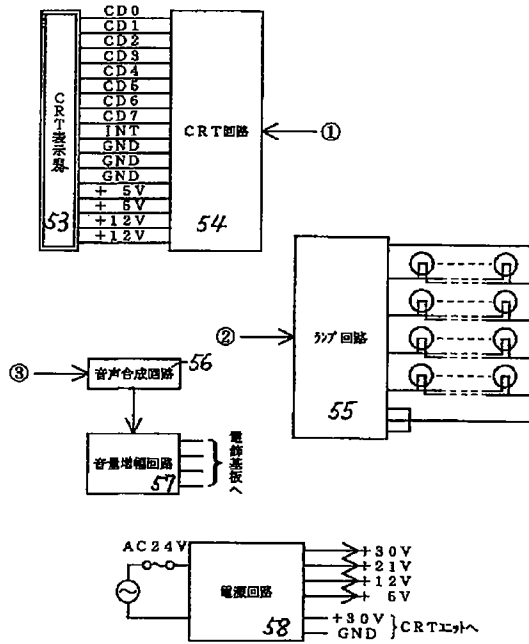 CD0
CD1
CD2
CD3
CD4
CD5
CD6
CD7
INT
GND
GND
GND
+ 5V
+ 5V
+12V
+12V
CRT表示器
53
CRT回路
54
①
②
ランプ回路
55
③
音声合成回路
56
音量増幅回路
57
電飾基板へ
AC24V
電源回路
58
+30V
+21V
+12V
+ 5V
+30V
GND
CRTユニットへ